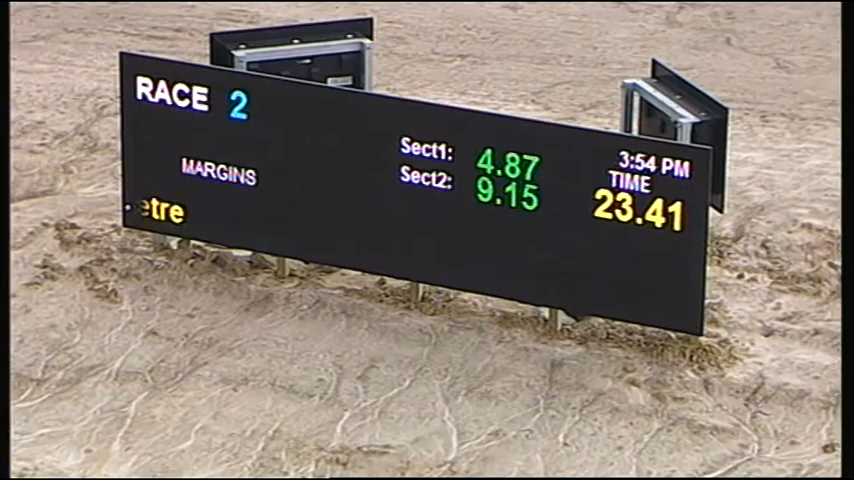 RACE 2
MARGINS
etre
Sect1: 4.87
Sect2: 9.15
3:54 PM
TIME
23.41